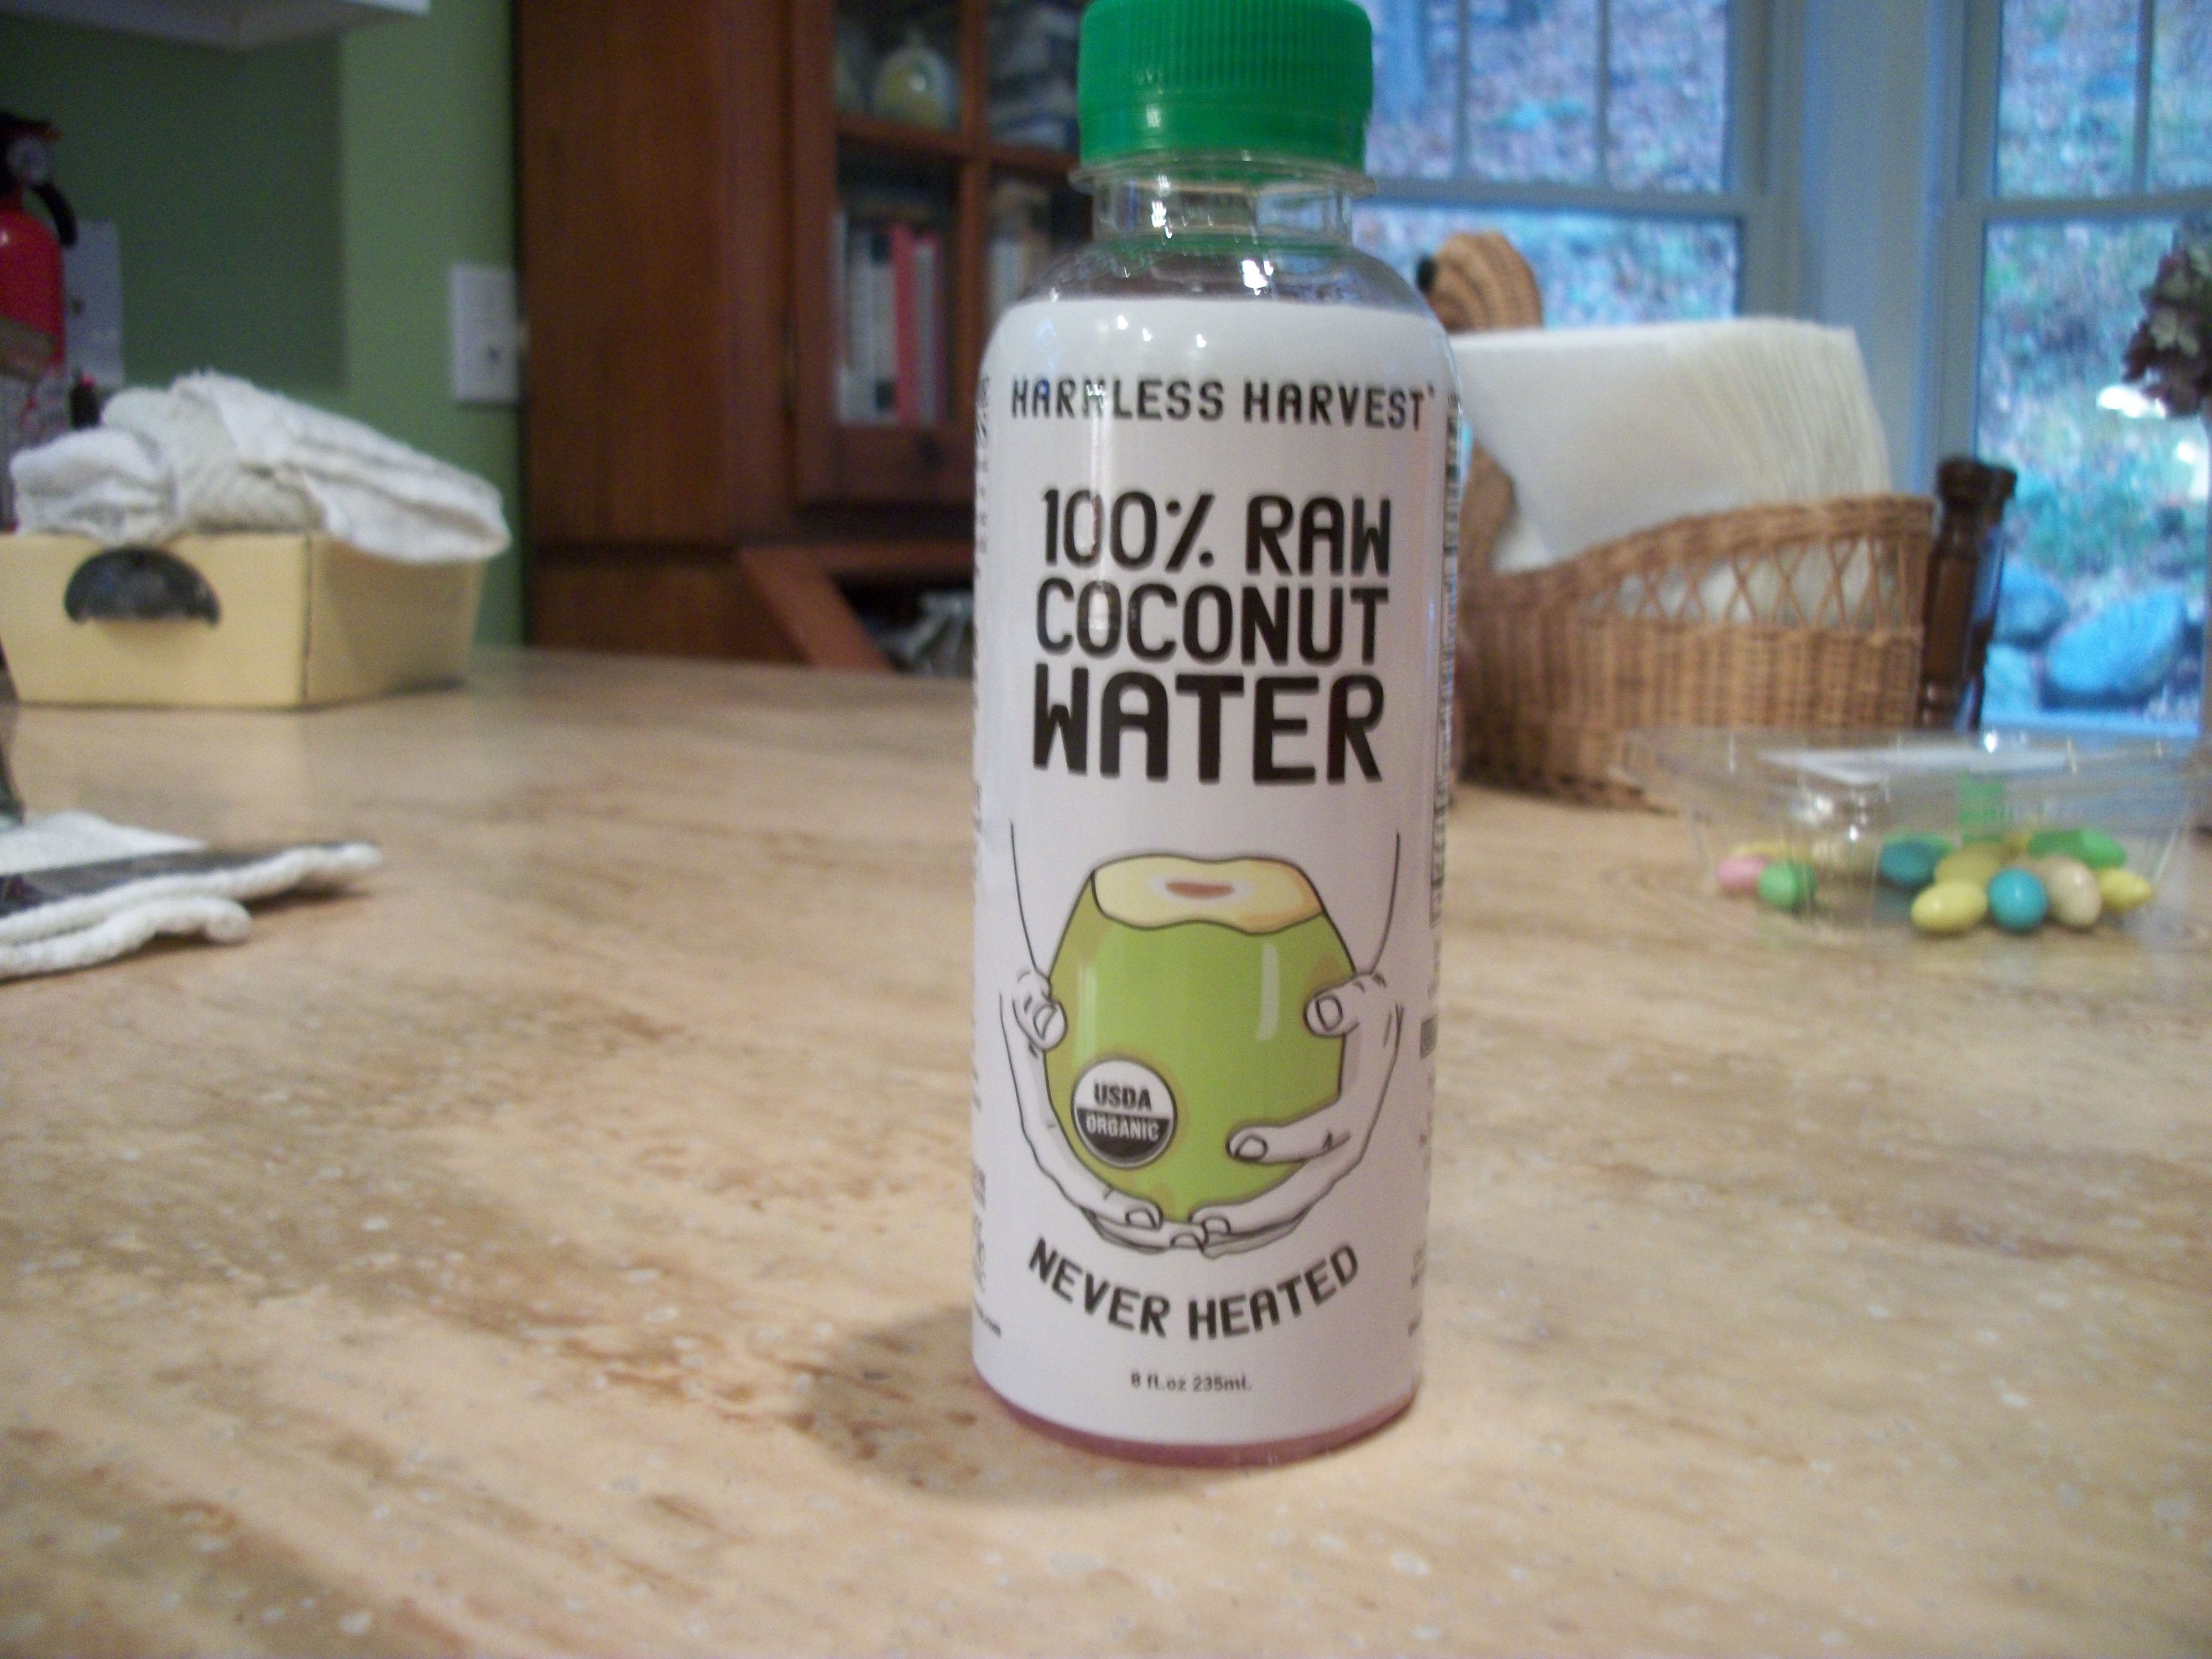 HARMLESS HARVEST
100% RAW
COCONUT
WATER
USDA
ORGANIC
NEVER HEATED
8 fl.oz 235ml.